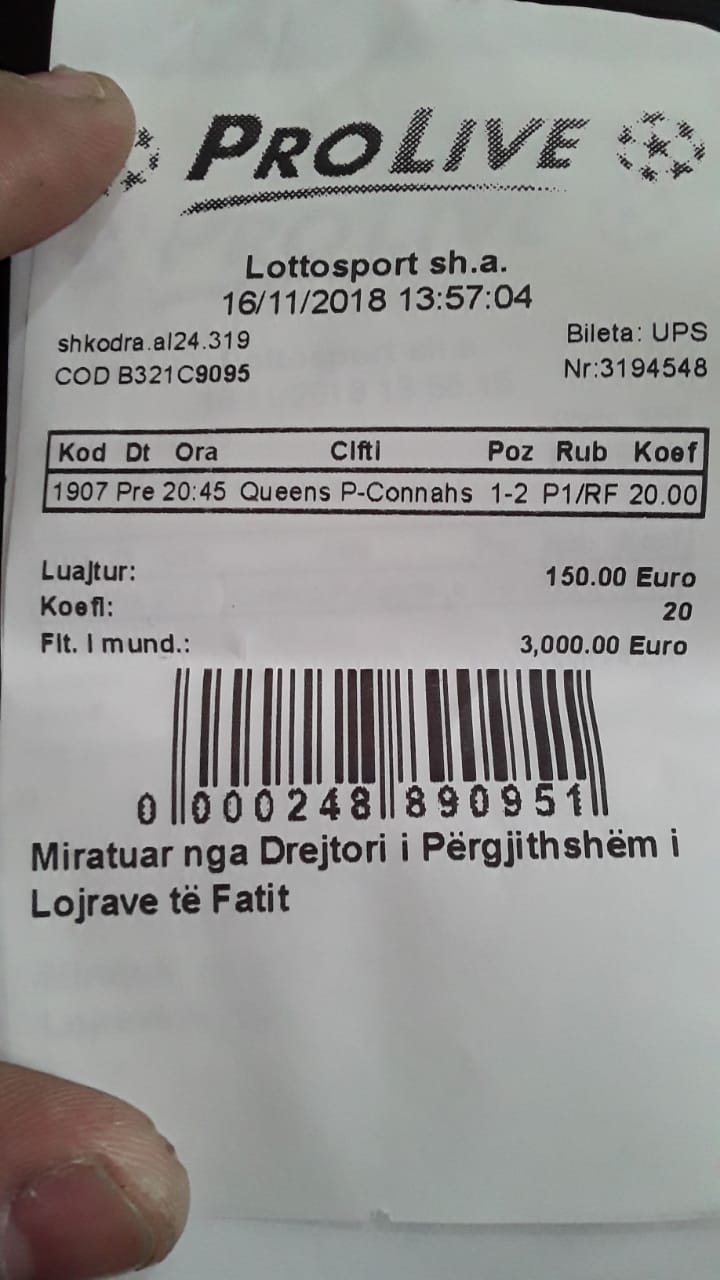 PROLIVE
Lottosport sh.a.
16/11/2018 13:57:04
shkodra.al24.319 Bileta: UPS
COD B321C9095 Nr:3194548
Kod Dt Ora Clfti Poz Rub Koef
1907 Pre 20:45 Queens P-Connahs 1-2 P1/RF 20.00
Luajtur: 150.00 Euro
Koefl: 20
Flt. I mund.: 3,000.00 Euro
0 000248 890951
Miratuar nga Drejtori i Përgjithshëm i
Lojrave të Fatit